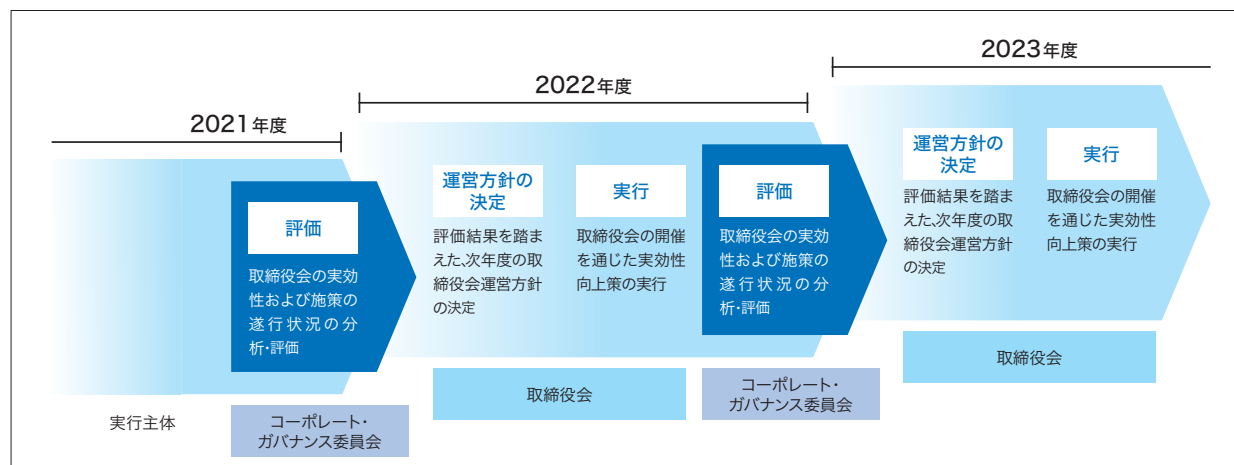 2021年度
評価
取締役会の実効
性および施策の
遂行状況の分
析・評価
実行主体
コーポレート・
ガバナンス委員会
2022年度
運営方針の
決定
評価結果を踏ま
えた、次年度の取
締役会運営方針
の決定
実行
取締役会の開催
を通じた実効性
向上策の実行
取締役会
評価
取締役会の実効
性および施策の
遂行状況の分
析・評価
コーポレート・
ガバナンス委員会
2023年度
運営方針の
決定
評価結果を踏ま
えた、次年度の取
締役会運営方針
の決定
実行
取締役会の開催
を通じた実効性
向上策の実行
取締役会